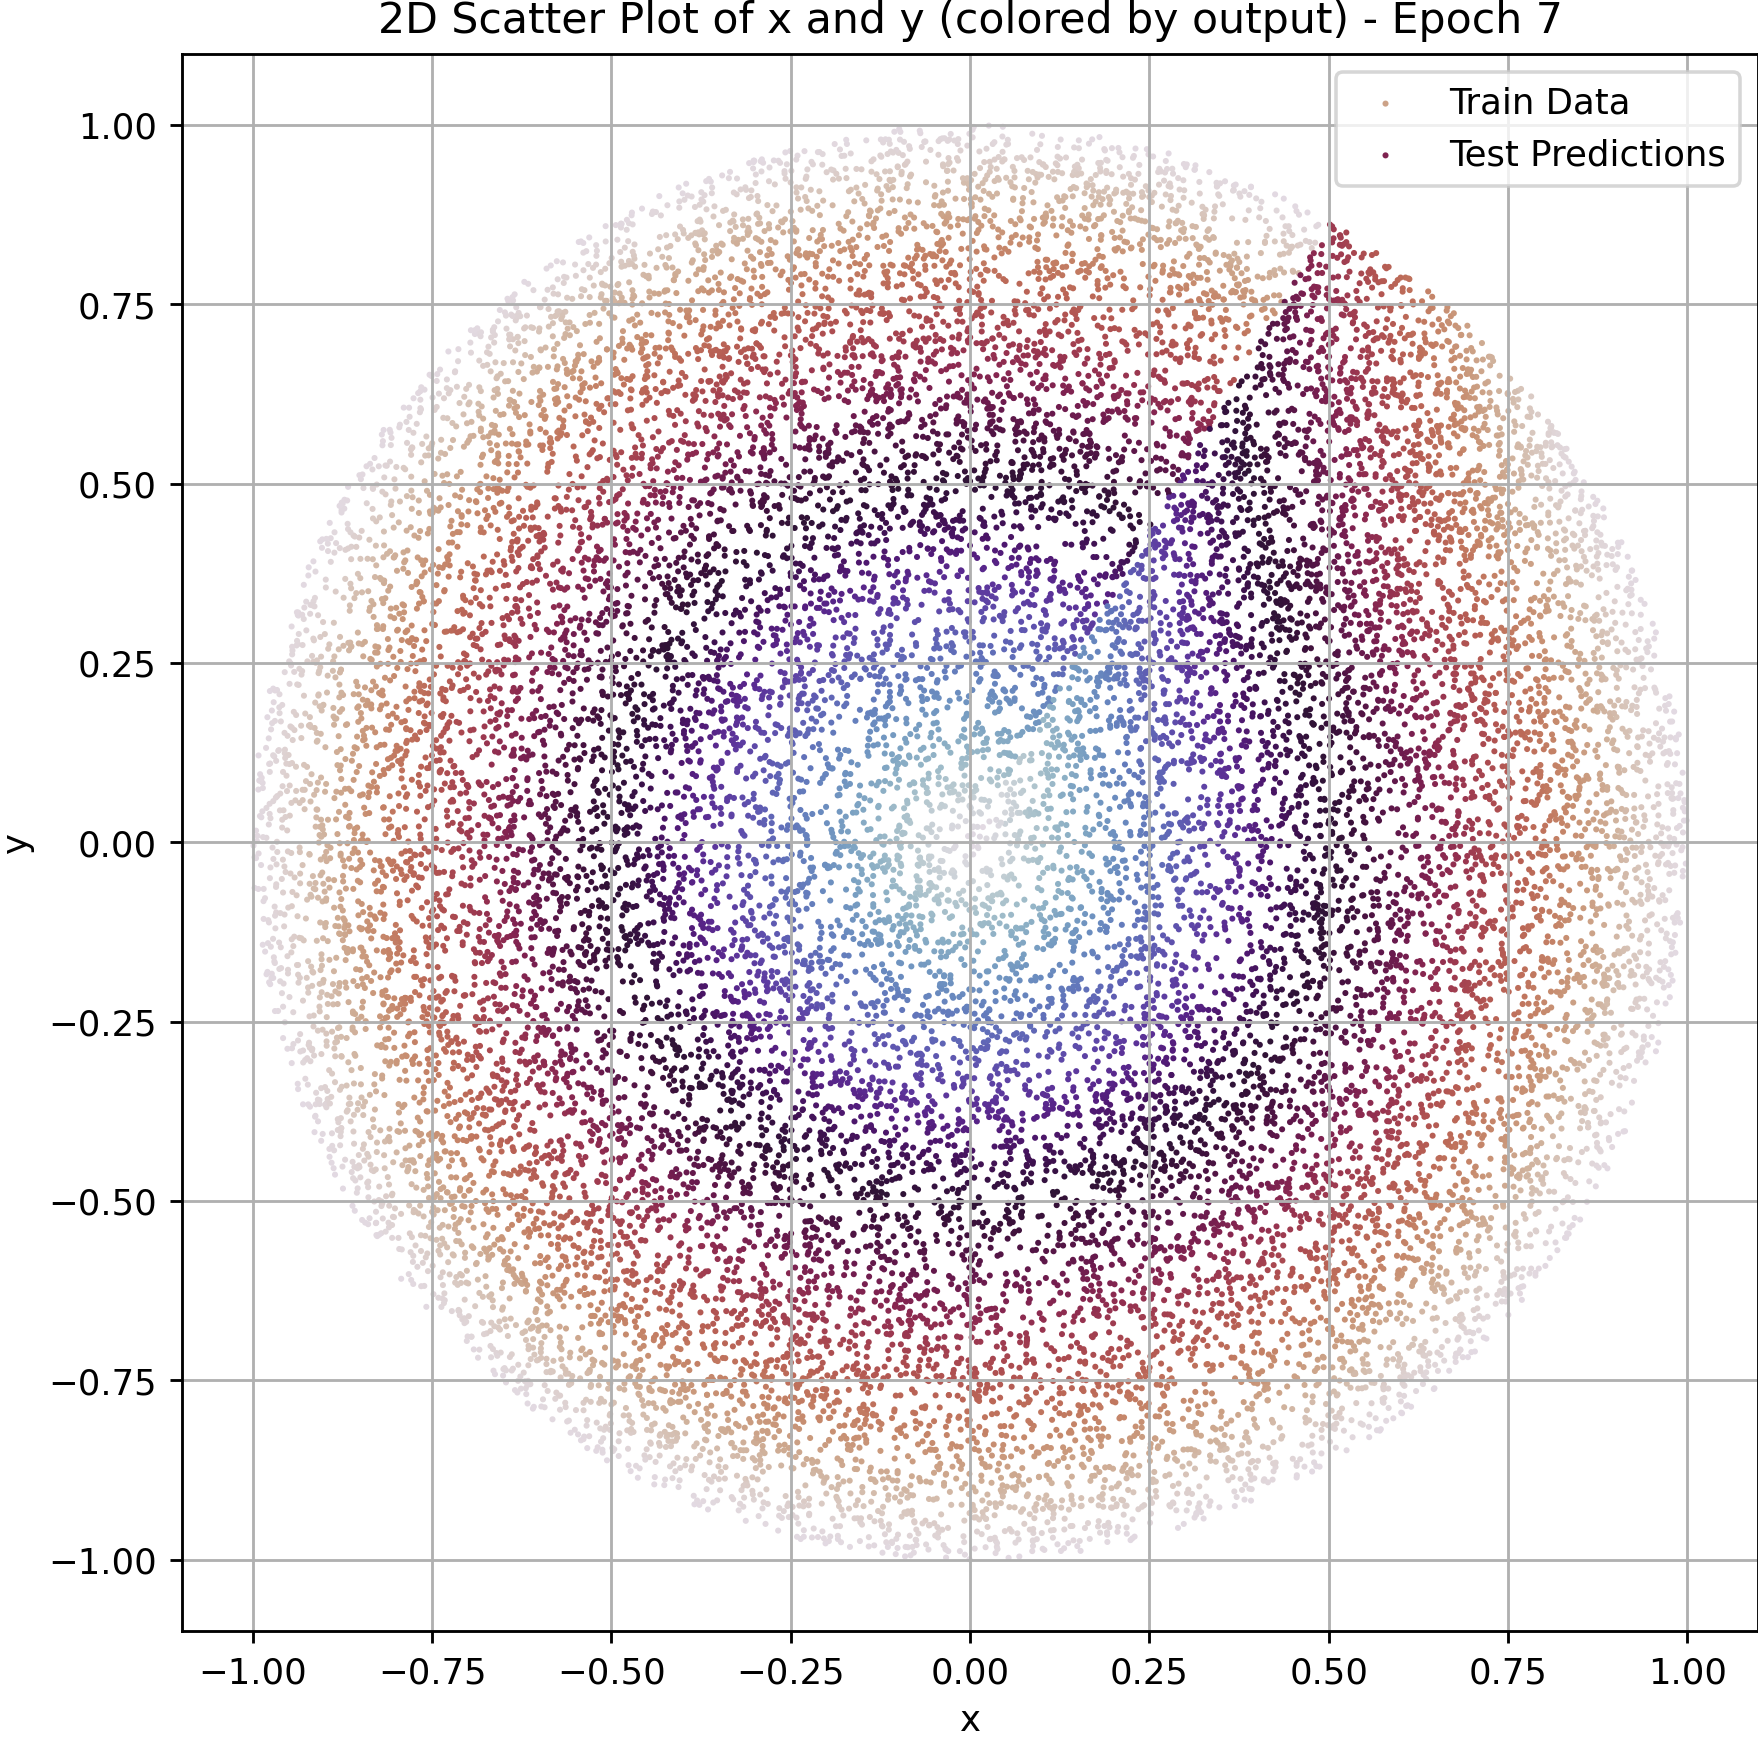 2D Scatter Plot of x and y (colored by output) - Epoch 7
Train Data
Test Predictions
1.00
0.75
0.50
0.25
0.00
−0.25
−0.50
−0.75
−1.00
y
−1.00 −0.75 −0.50 −0.25 0.00 0.25 0.50 0.75 1.00
x